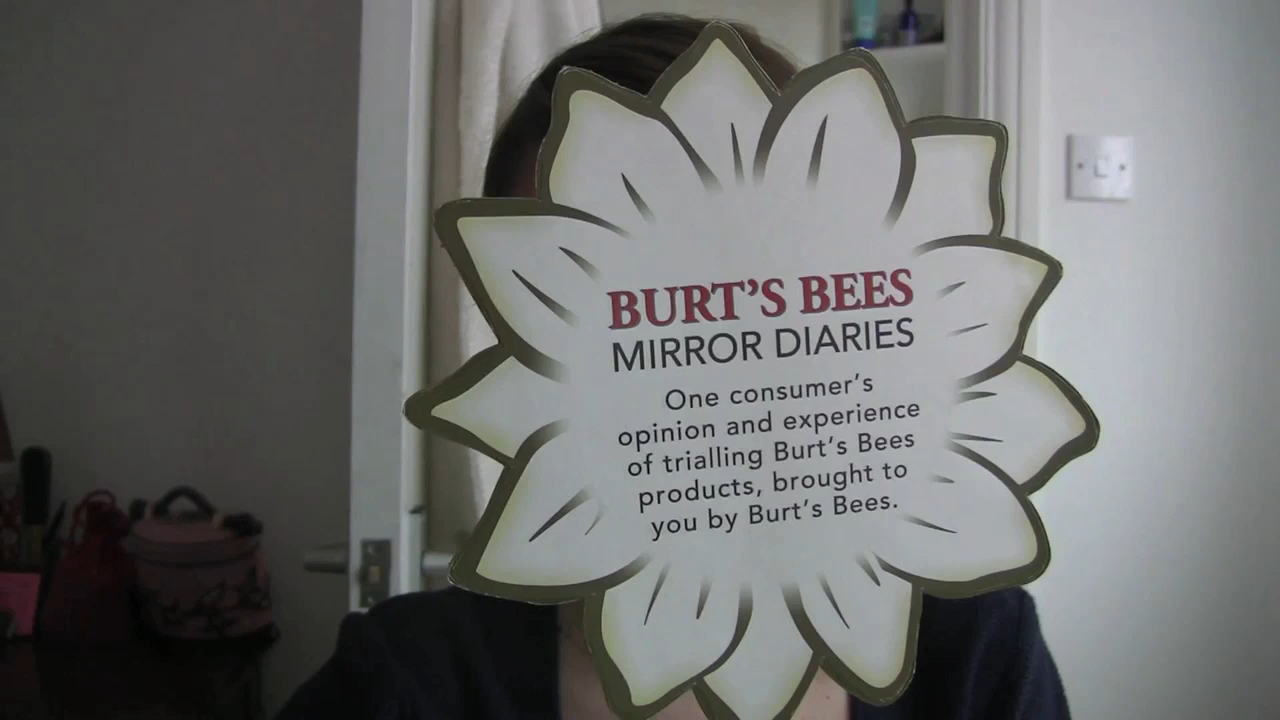 BURT'S BEES
MIRROR DIARIES
One consumer's
opinion and experience
of trialling Burt's Bees
products, brought to
you by Burt's Bees.